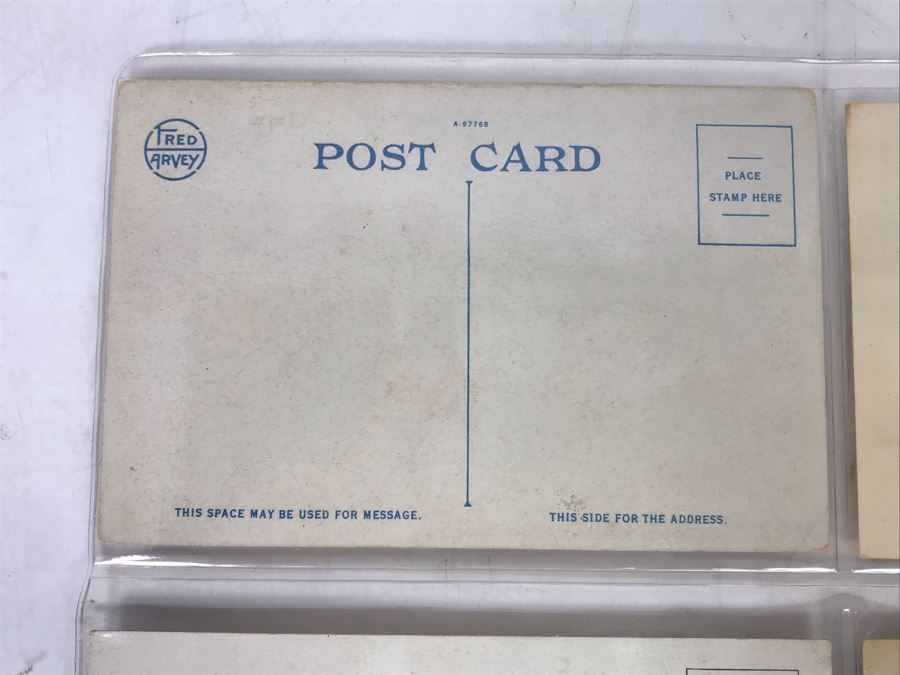 FRED
HARVEY
A-97768
POST CARD
PLACE
STAMP HERE
THIS SPACE MAY BE USED FOR MESSAGE.
THIS SIDE FOR THE ADDRESS.